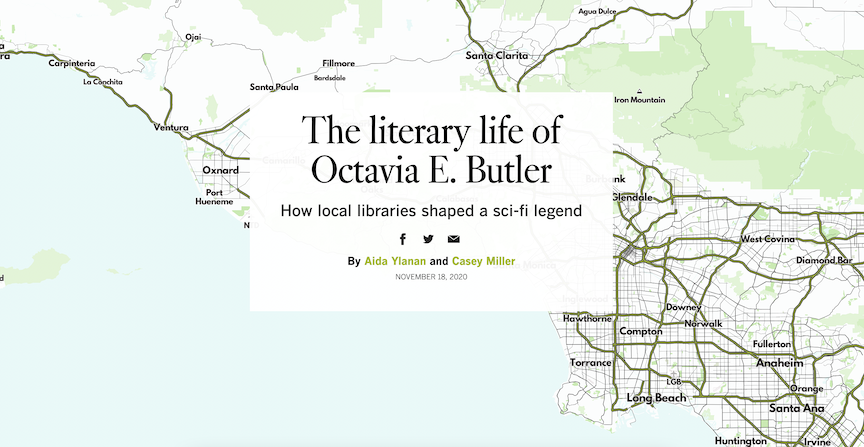 The literary life of
Octavia E. Butler
How local libraries shaped a sci-fi legend
By Aida Ylanan and Casey Miller
NOVEMBER 18, 2020
Agua Dulce
Ojai
Santa Clarita
Carpinteria
Fillmore
Bardsdale
La Conchita
Santa Paula
Iron Mountain
Ventura
Oxnard
Port
Hueneme
Glendale
West Covina
Diamond Bar
Hawthorne
Downey
Compton
Norwalk
Fullerton
Torrance
Anaheim
LGB
Orange
Long Beach
Santa Ana
Huntington
Irvine